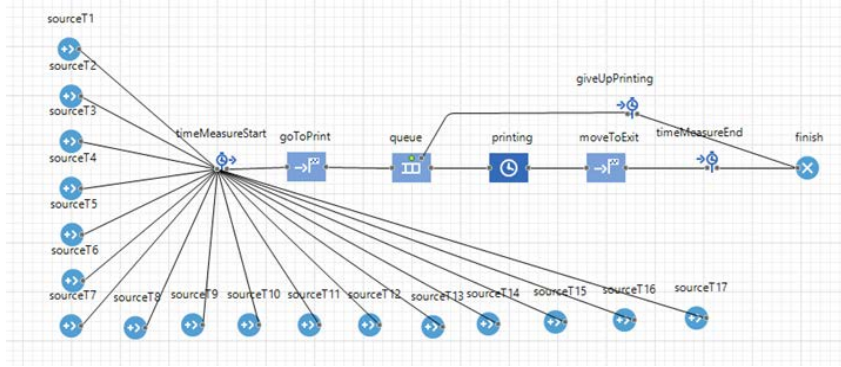 sourceT1
sourceT2
sourceT3
sourceT4
sourceT5
sourceT6
sourceT7
sourceT8
sourceT9
sourceT10
sourceT11
sourceT12
sourceT13
sourceT14
sourceT15
sourceT16
sourceT17
timeMeasureStart
goToPrint
queue
giveUpPrinting
printing
moveToExit
timeMeasureEnd
finish